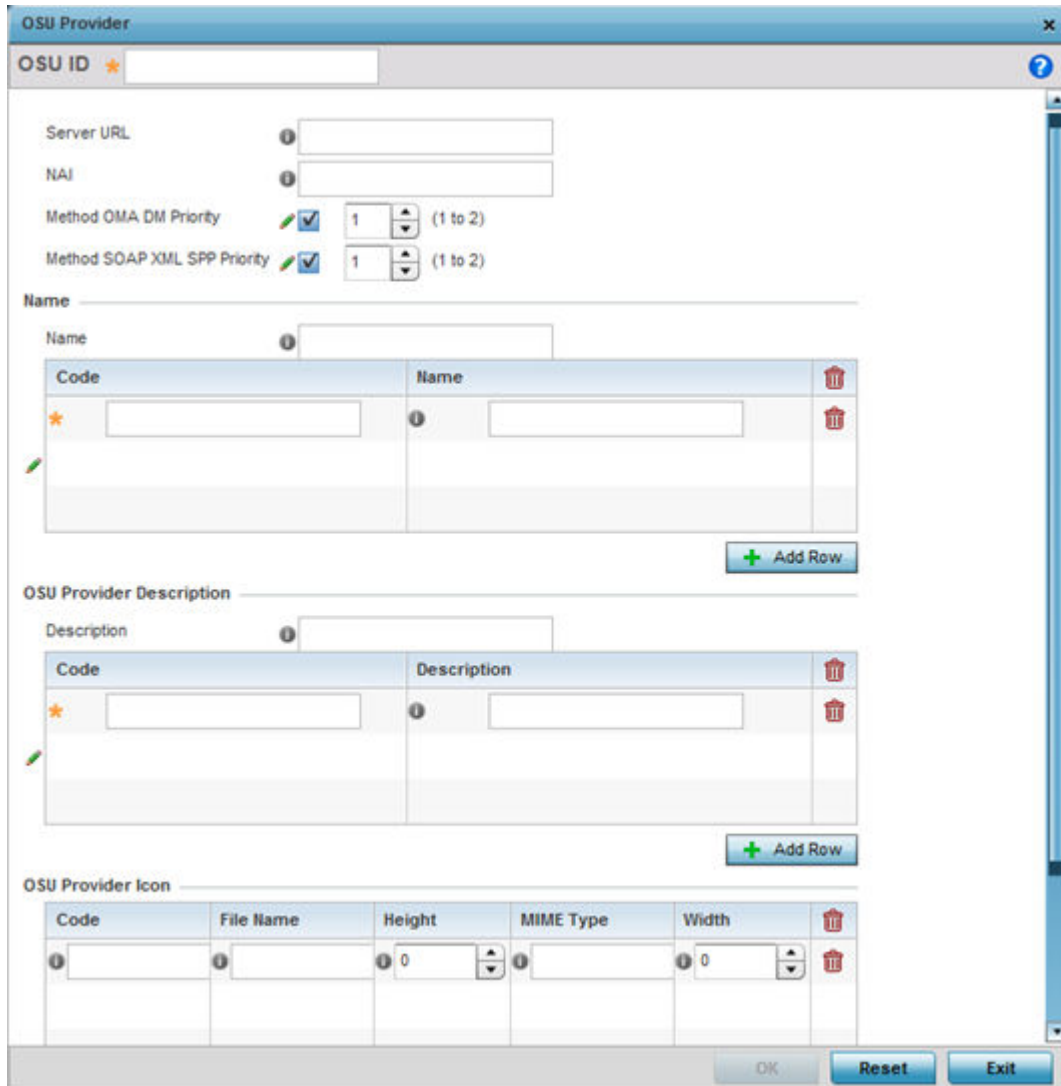 OSU Provider
OSU ID
Server URL
NAI
Method OMA DM Priority 1 (1 to 2)
Method SOAP XML SPP Priority 1 (1 to 2)
Name
Name
Code Name
Add Row
OSU Provider Description
Description
Code Description
Add Row
OSU Provider Icon
Code File Name Height MIME Type Width
0 0
OK Reset Exit